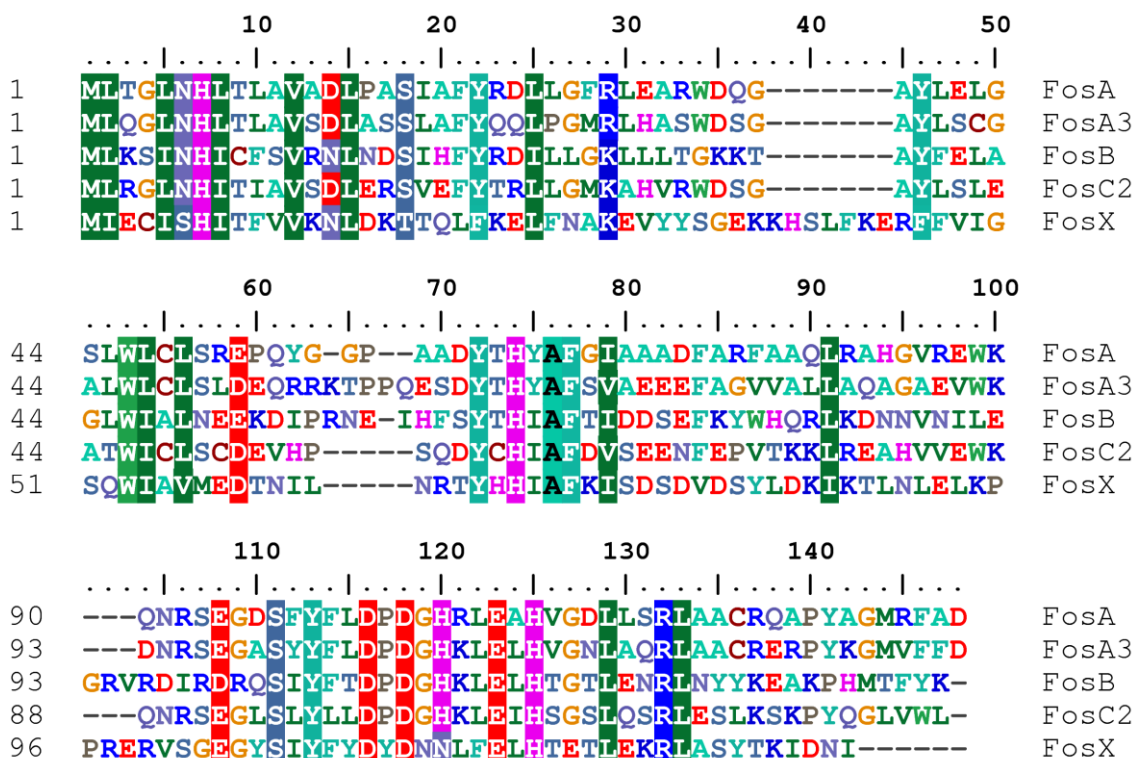 10 20 30 40 50
1 MLTGLNHLTLAVADLPASIAFYRDLLGFRLEARWDQG-------AYLELG FosA
1 MLQGLNHLTLAVSDLASSLAFYQQLPGMRLHASWDSG-------AYLSCG FosA3
1 MLKSINHICFSVRNLNDSIHFYRDILLGKLLLTGKKT-------AYFELA FosB
1 MLRGLNHITIAVSDLERSVEFYTRLLGMKAHVRWDSG-------AYLSLE FosC2
1 MIECISHITFVVKNLDKTTQLFKELFNAKEVYYSGEKKHSLFKERFFVIG FosX
60 70 80 90 100
44 SLWLCLSREPQYG-GP--AADYTHYAFGIAAADFARFAAQLRAHGVREWK FosA
44 ALWLCLSLDEQRRKTPPQESDYTHYAFSVAEEEFAGVVALLAQAGAEVWK FosA3
44 GLWIALNEEKDIPRNE-IHFSYTHIAFTIDDSEFKYWHQRLKDNNVNILE FosB
44 ATWICLSCDEVHP-----SQDYCHIAFDVSEENFEPVTKKLREAHVVEWK FosC2
51 SQWIAVMEDTNIL-----NRTYHHIAFKISDSDVDSYLDKIKTLNLELKP FosX
110 120 130 140
90 ---QNRSEGDSFYFLDPDGHRLEAHVGDLLSRLAACRQAPYAGMRFAD FosA
93 ---DNRSEGASYYFLDPDGHKLELHVGNLAQRLAACRERPYKGMVFFD FosA3
93 GRVRDIRDRQSIYFTDPDGHKLELHTGTLENRLNYYKEAKPHMTFYK- FosB
88 ---QNRSEGLSLYLLDPDGHKLEIHSGSLQSRLESLKSKPYQGLVWL- FosC2
96 PRERVSGEGYSIYFYDYDNNLFELHTETLEKRLASYTKIDNI------ FosX